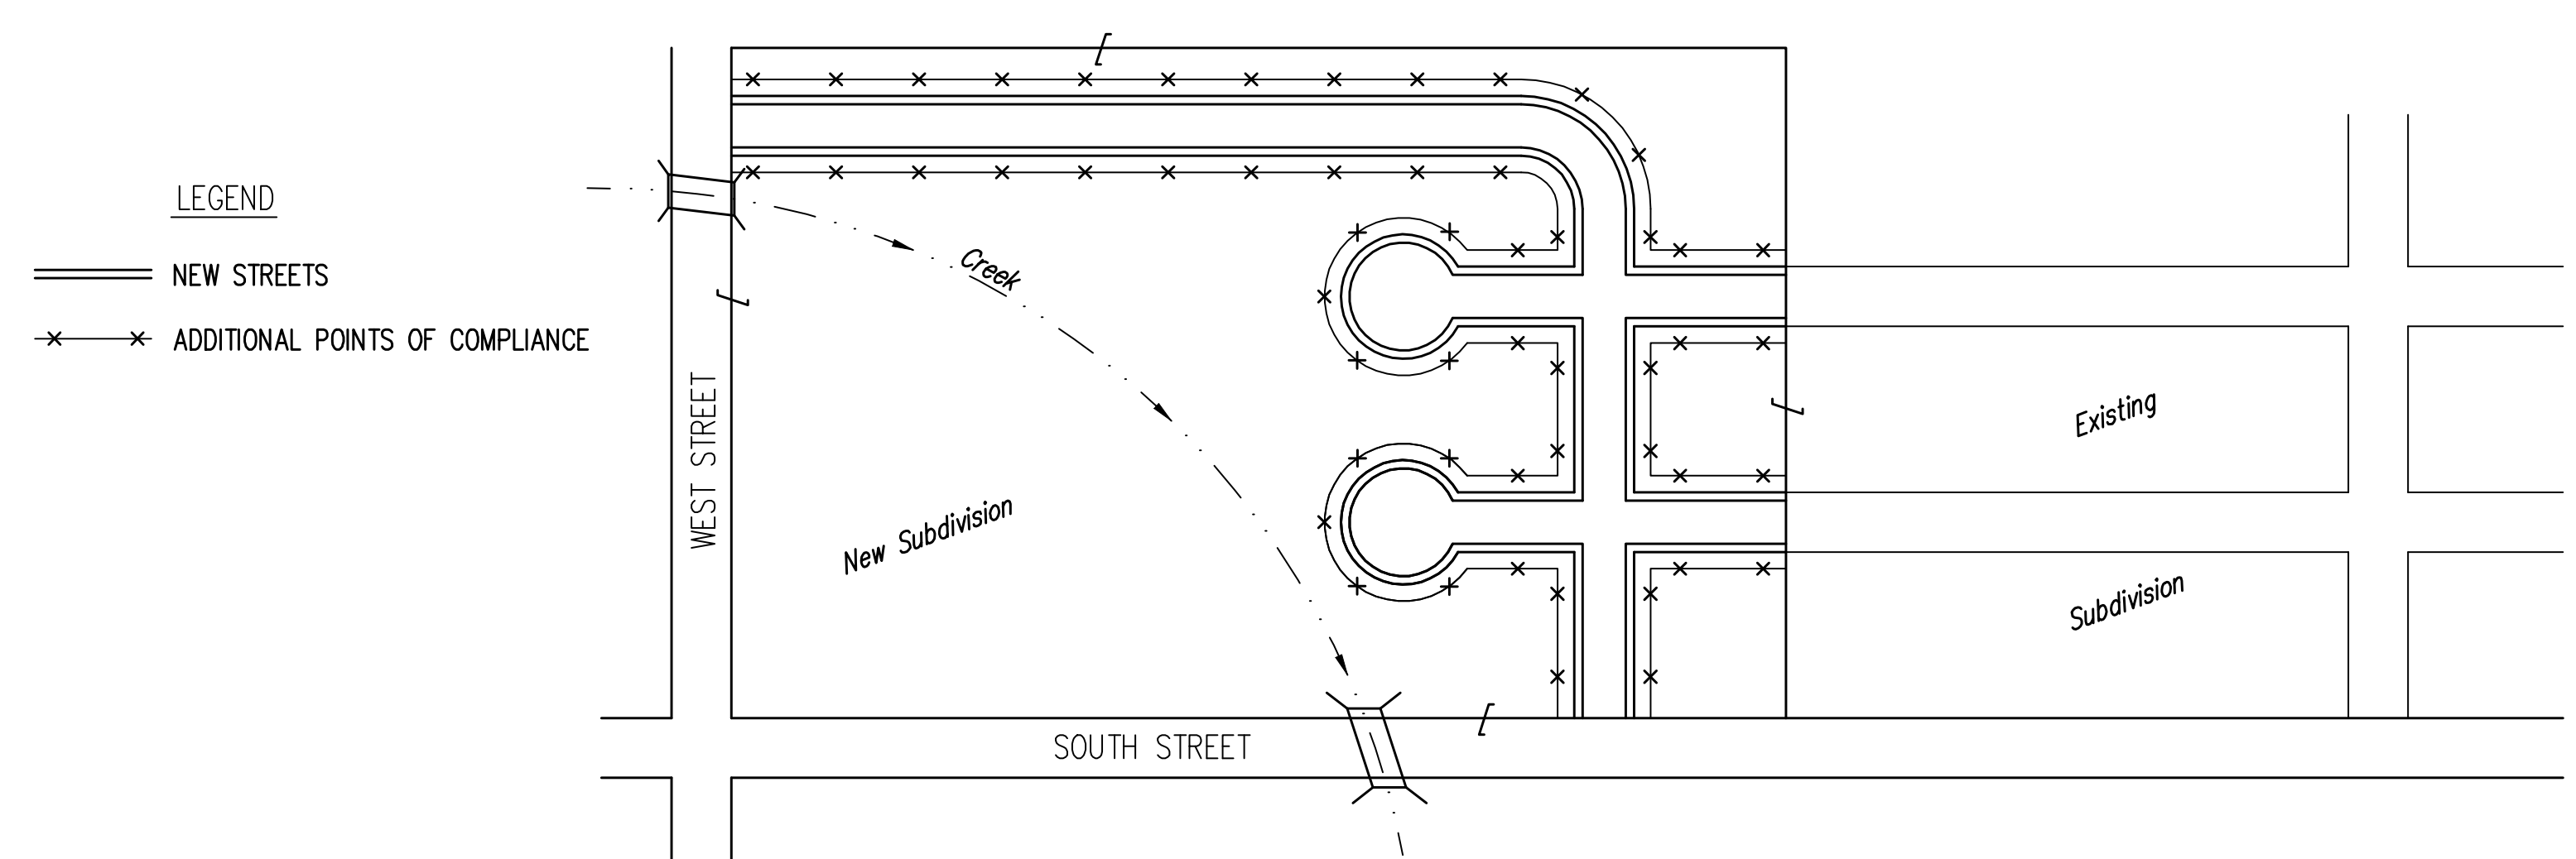 LEGEND
NEW STREETS
ADDITIONAL POINTS OF COMPLIANCE
Creek
WEST STREET
New Subdivision
Existing
Subdivision
SOUTH STREET